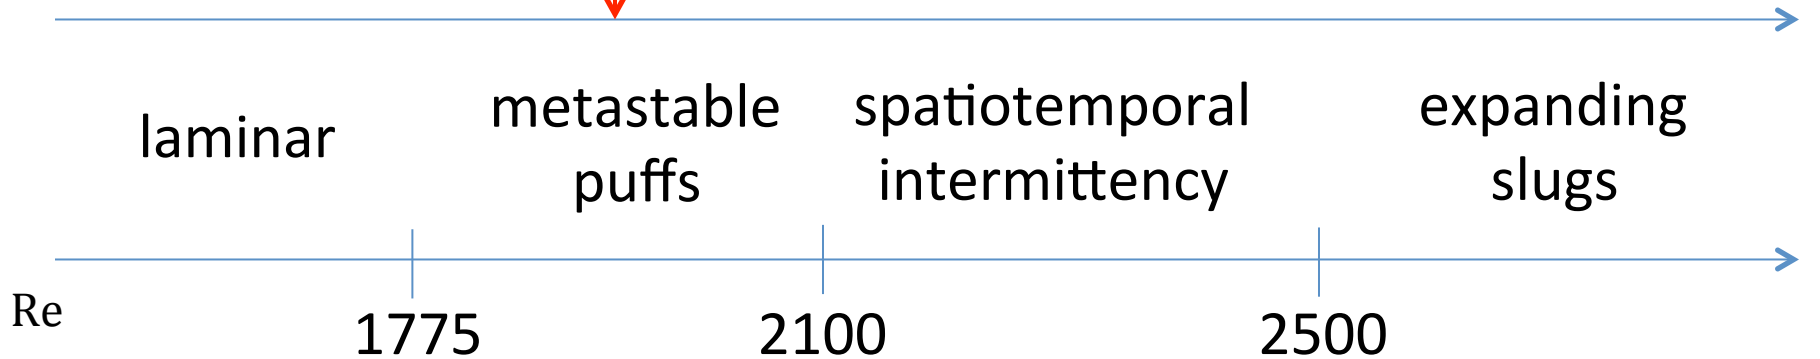 laminar
metastable
puffs
spatiotemporal
intermittency
expanding
slugs
Re
1775
2100
2500